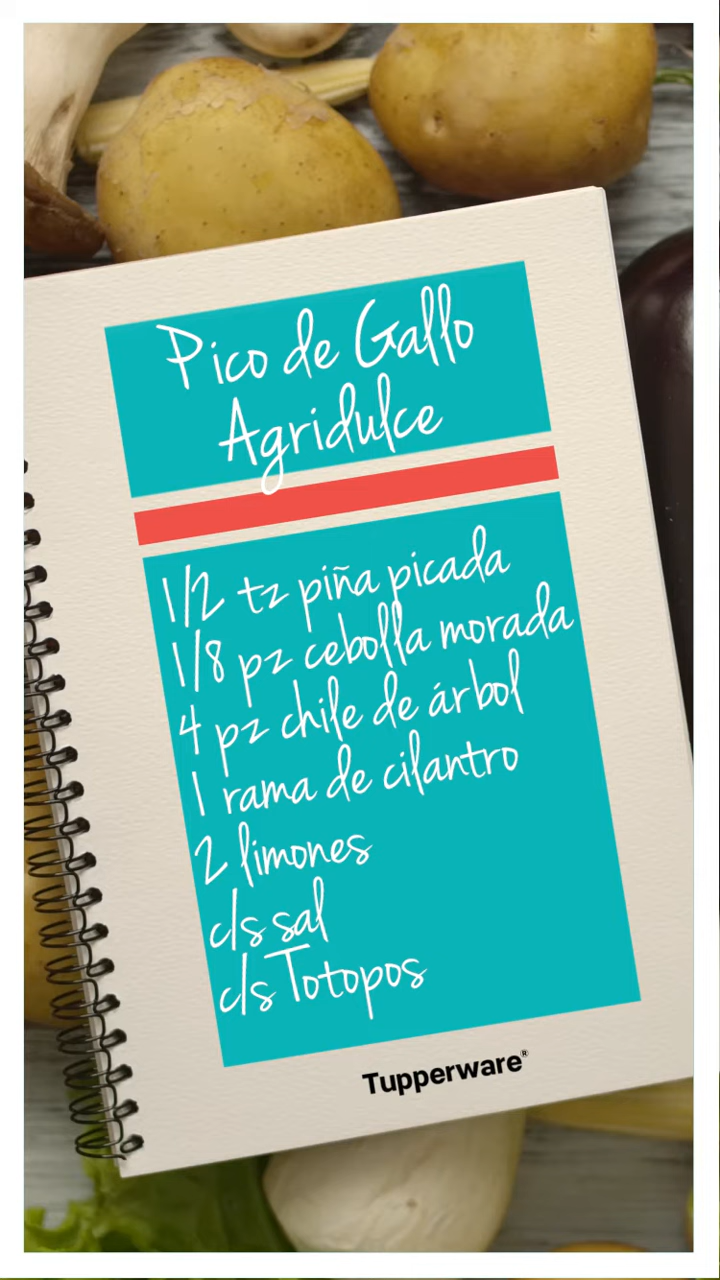 Pico de Gallo
Agridulce
1/2 tz piña picada
1/8 pz cebolla morada
4 pz chile de árbol
1 rama de cilantro
2 limones
c/s sal
c/s Totopos
Tupperware®